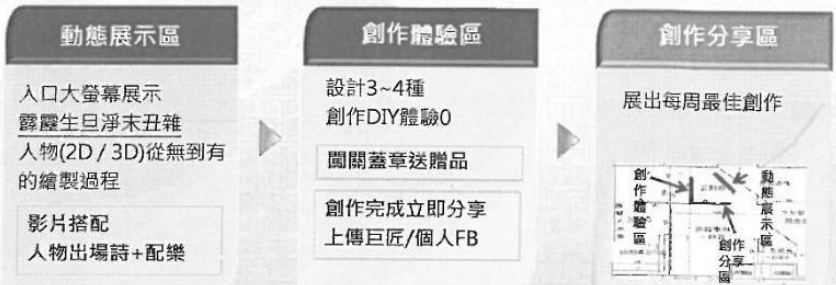 動態展示區
入口大螢幕展示
霹靂生旦淨末丑雜
人物(2D / 3D)從無到有
的繪製過程
影片搭配
人物出場詩+配樂
創作體驗區
設計3~4種
創作DIY體驗0
闖關蓋章送贈品
創作完成立即分享
上傳巨匠/個人FB
創作分享區
展出每周最佳創作
創作體驗區
動態展示區
創作
分享
區